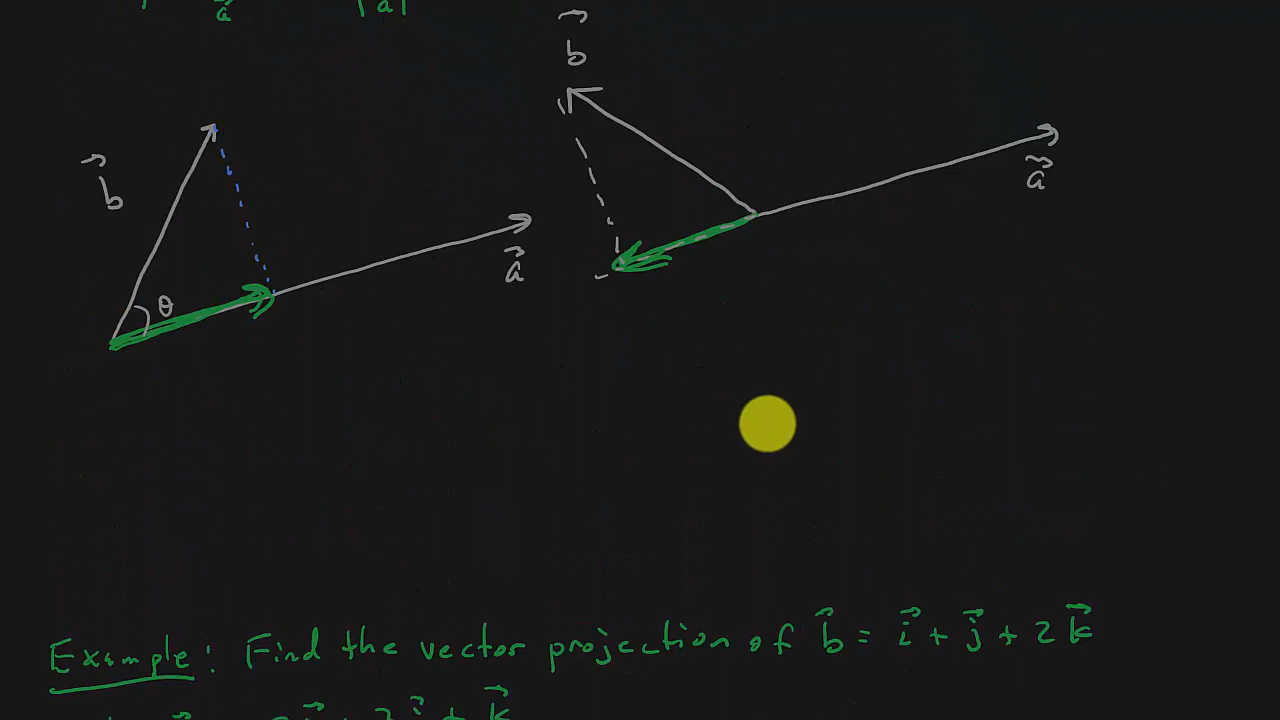 a⃗ |a|
b⃗
b⃗
a⃗
θ
a⃗
Example: Find the vector projection of b⃗ = i⃗ + j⃗ + 2k⃗
+ k⃗